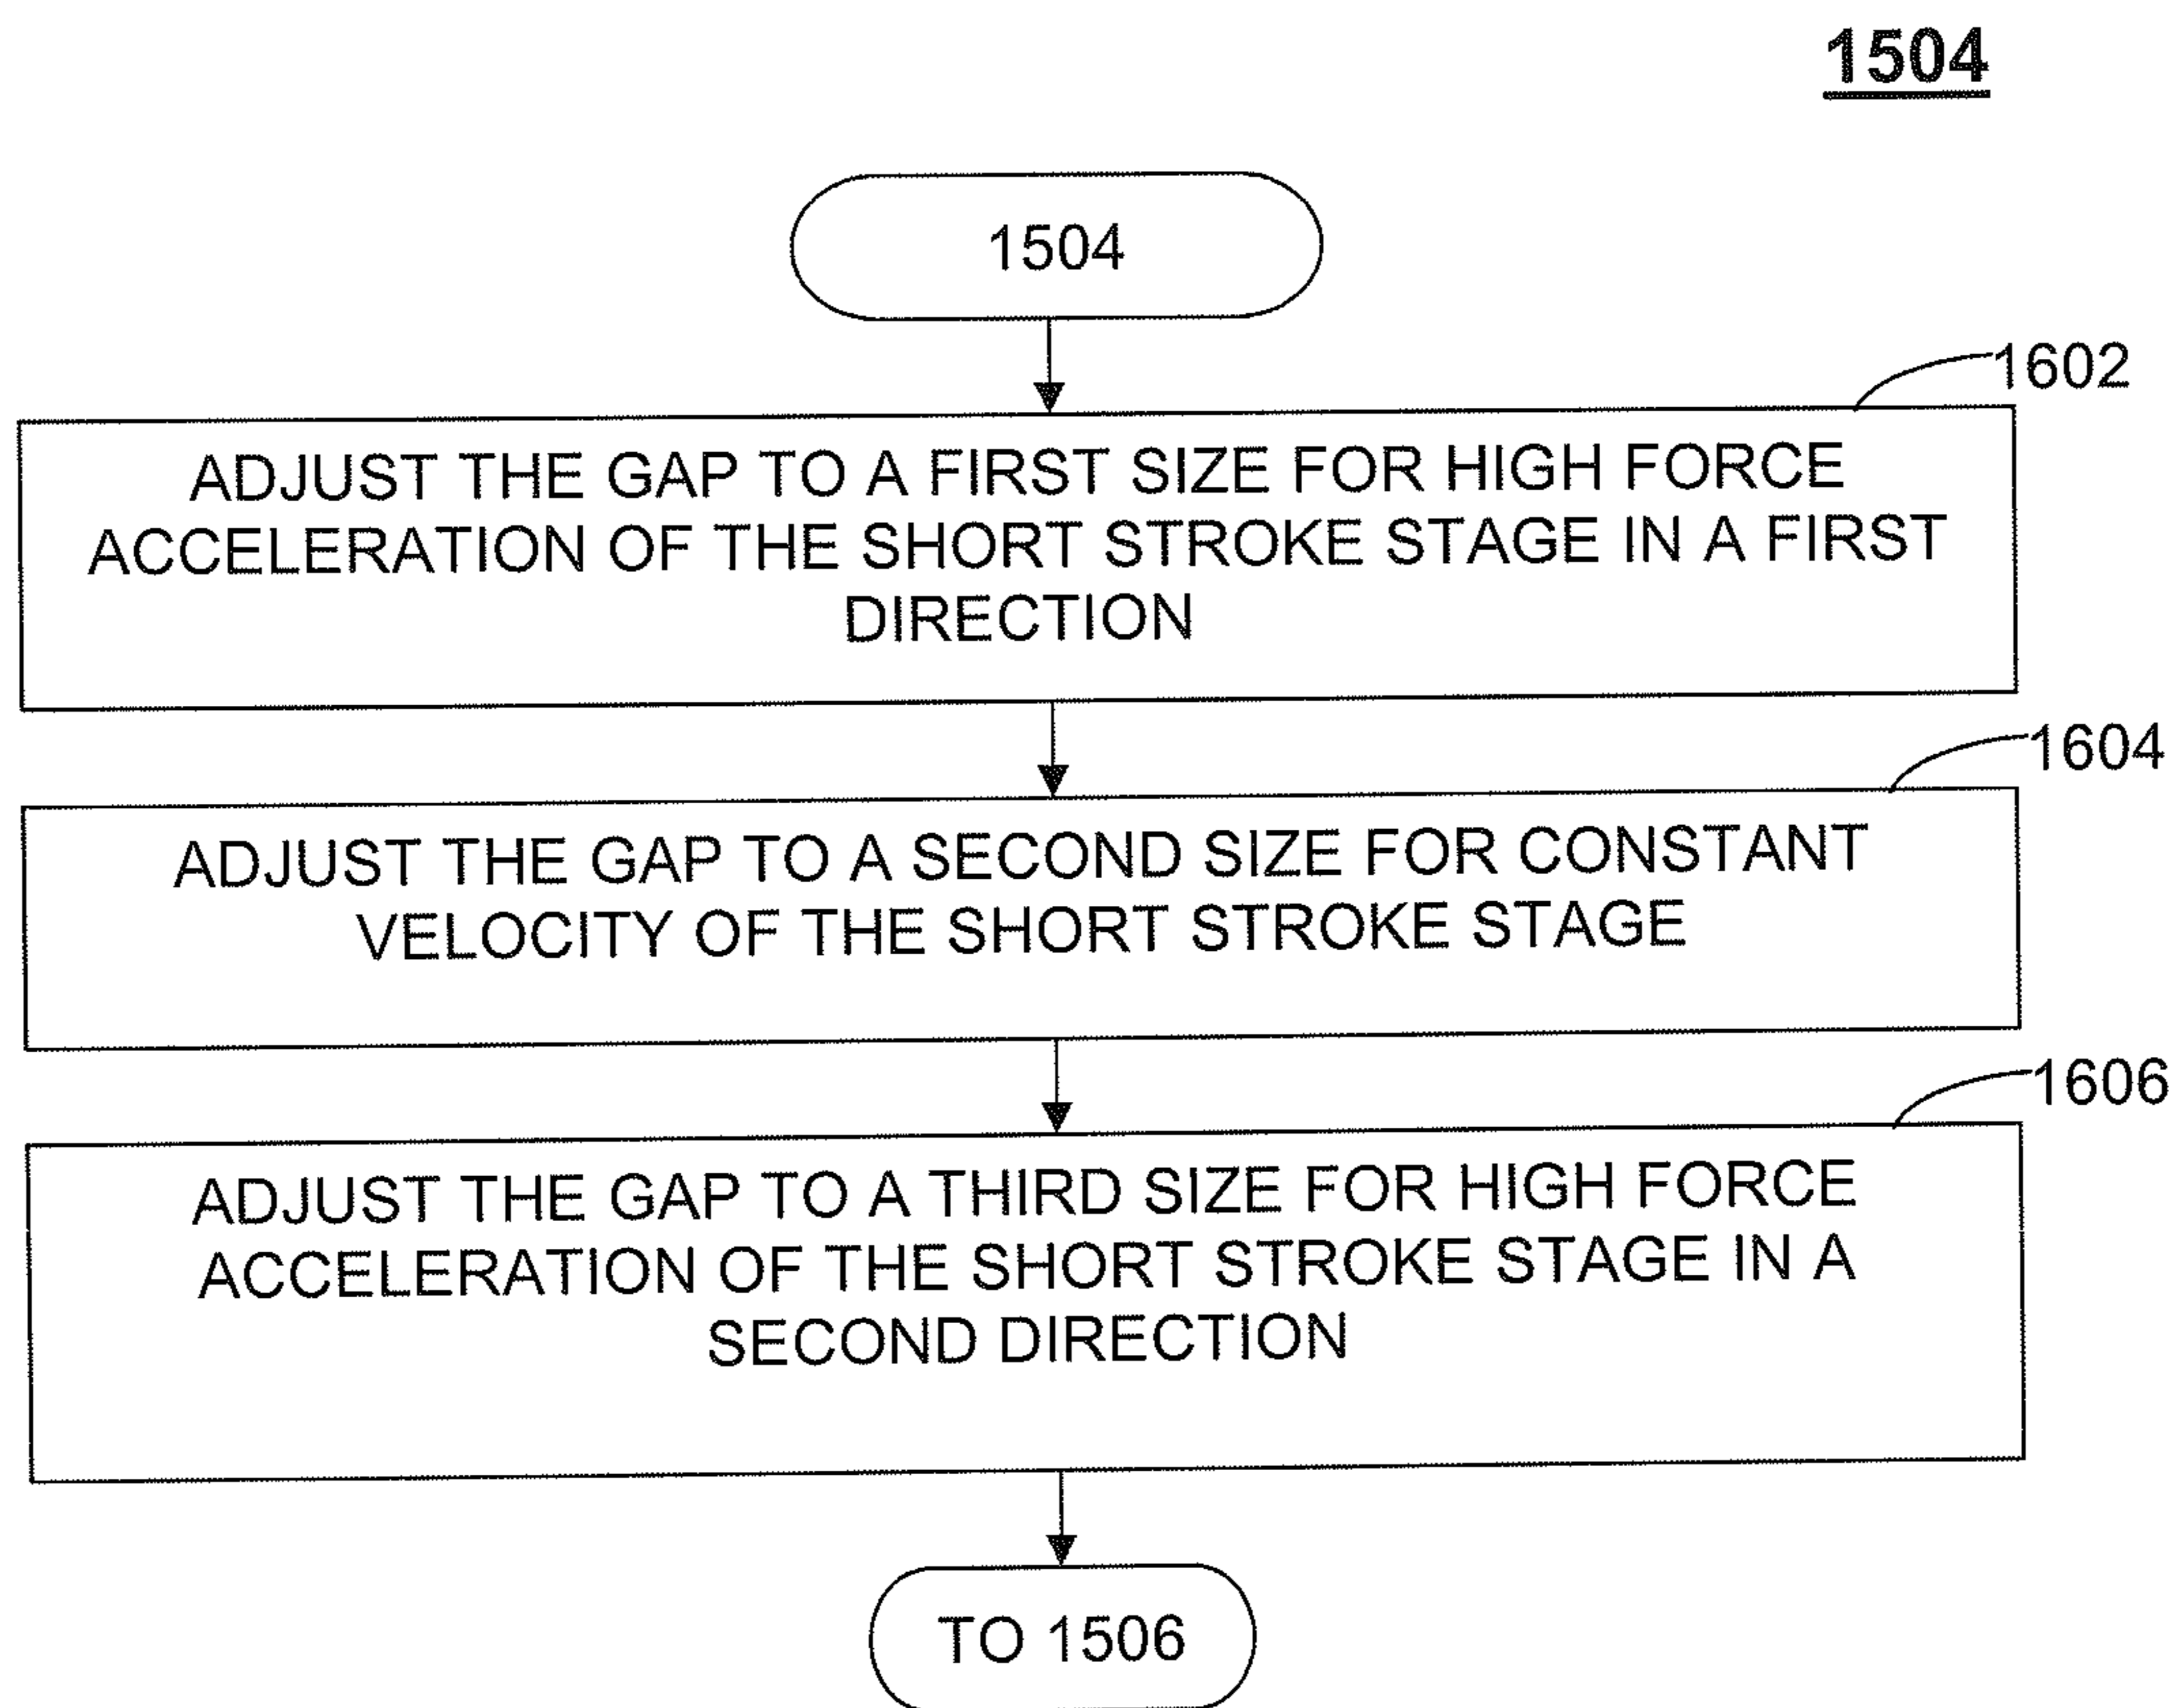 1504
1504
1602
ADJUST THE GAP TO A FIRST SIZE FOR HIGH FORCE
ACCELERATION OF THE SHORT STROKE STAGE IN A FIRST
DIRECTION
1604
ADJUST THE GAP TO A SECOND SIZE FOR CONSTANT
VELOCITY OF THE SHORT STROKE STAGE
1606
ADJUST THE GAP TO A THIRD SIZE FOR HIGH FORCE
ACCELERATION OF THE SHORT STROKE STAGE IN A
SECOND DIRECTION
TO 1506